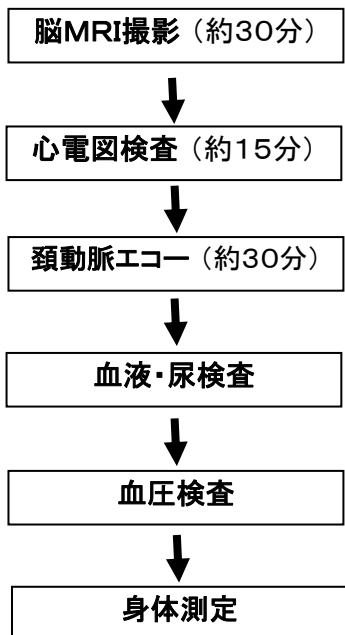 脳MRI撮影（約30分）
心電図検査（約15分）
頚動脈エコー（約30分）
血液・尿検査
血圧検査
身体測定